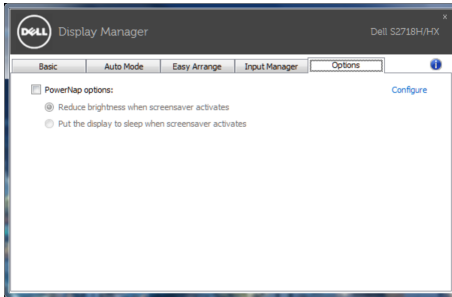 DELL Display Manager
Dell S2718H/HX
Basic Auto Mode Easy Arrange Input Manager Options
PowerNap options:
Configure
Reduce brightness when screensaver activates
Put the display to sleep when screensaver activates